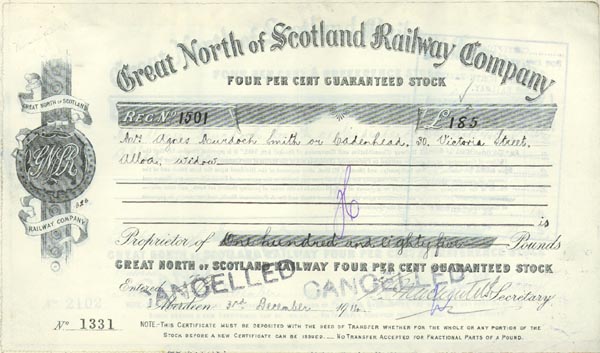 Great North of Scotland Railway Company
FOUR PER CENT GUARANTEED STOCK
GREAT NORTH OF SCOTLAND
GNSR
RAILWAY COMPANY
REG. No 1501
£ 185
Mrs Agnes Murdoch Smith or Cadenhead, 30, Victoria Street,
Alloa, Widow
is
Proprietor of One hundred and eighty five Pounds
GREAT NORTH OF SCOTLAND RAILWAY FOUR PER CENT GUARANTEED STOCK
CANCELLED
CANCELLED
Entered
Secretary
Aberdeen December
No 1331
NOTE - THIS CERTIFICATE MUST BE DEPOSITED WITH THE DEED OF TRANSFER WHETHER FOR THE WHOLE OR ANY PORTION OF THE
STOCK BEFORE A NEW CERTIFICATE CAN BE ISSUED. — NO TRANSFER ACCEPTED FOR FRACTIONAL PARTS OF A POUND.